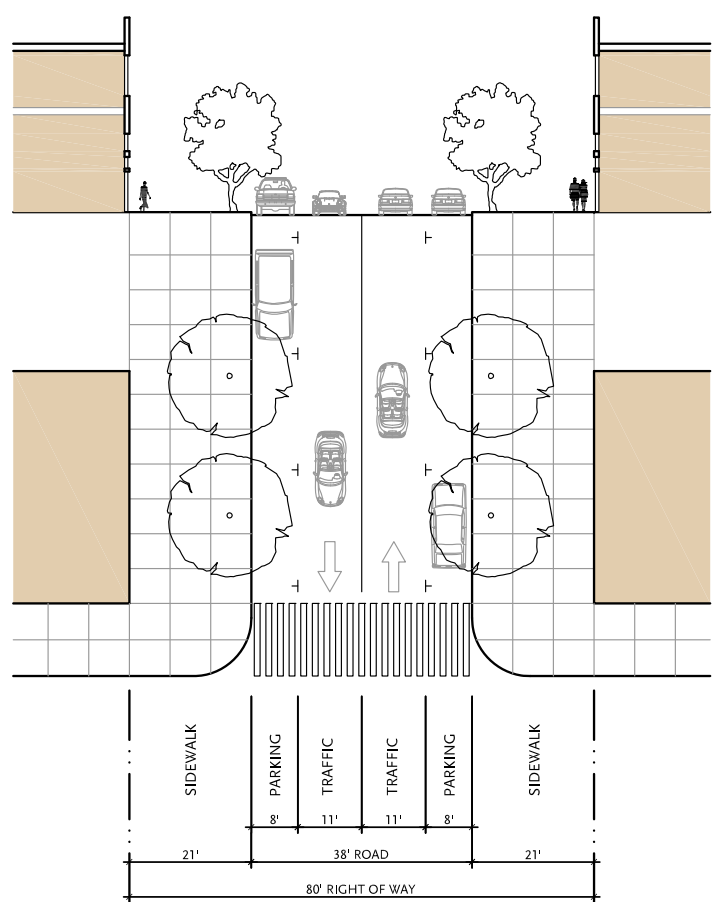 SIDEWALK
PARKING
TRAFFIC
TRAFFIC
PARKING
SIDEWALK
8'
11'
11'
8'
21'
38' ROAD
21'
80' RIGHT OF WAY